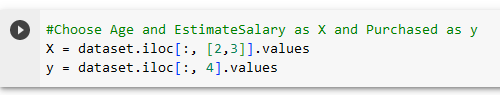 #Choose Age and EstimateSalary as X and Purchased as y
X = dataset.iloc[:, [2,3]].values
y = dataset.iloc[:, 4].values